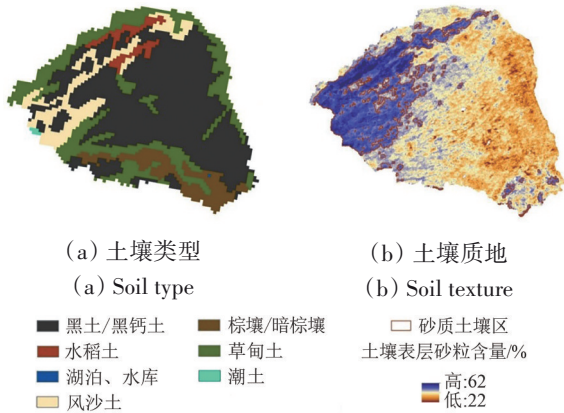 (a) 土壤类型
(a) Soil type
(b) 土壤质地
(b) Soil texture
黑土/黑钙土
棕壤/暗棕壤
水稻土
草甸土
湖泊、水库
潮土
风沙土
砂质土壤区
土壤表层砂粒含量/%
高:62
低:22